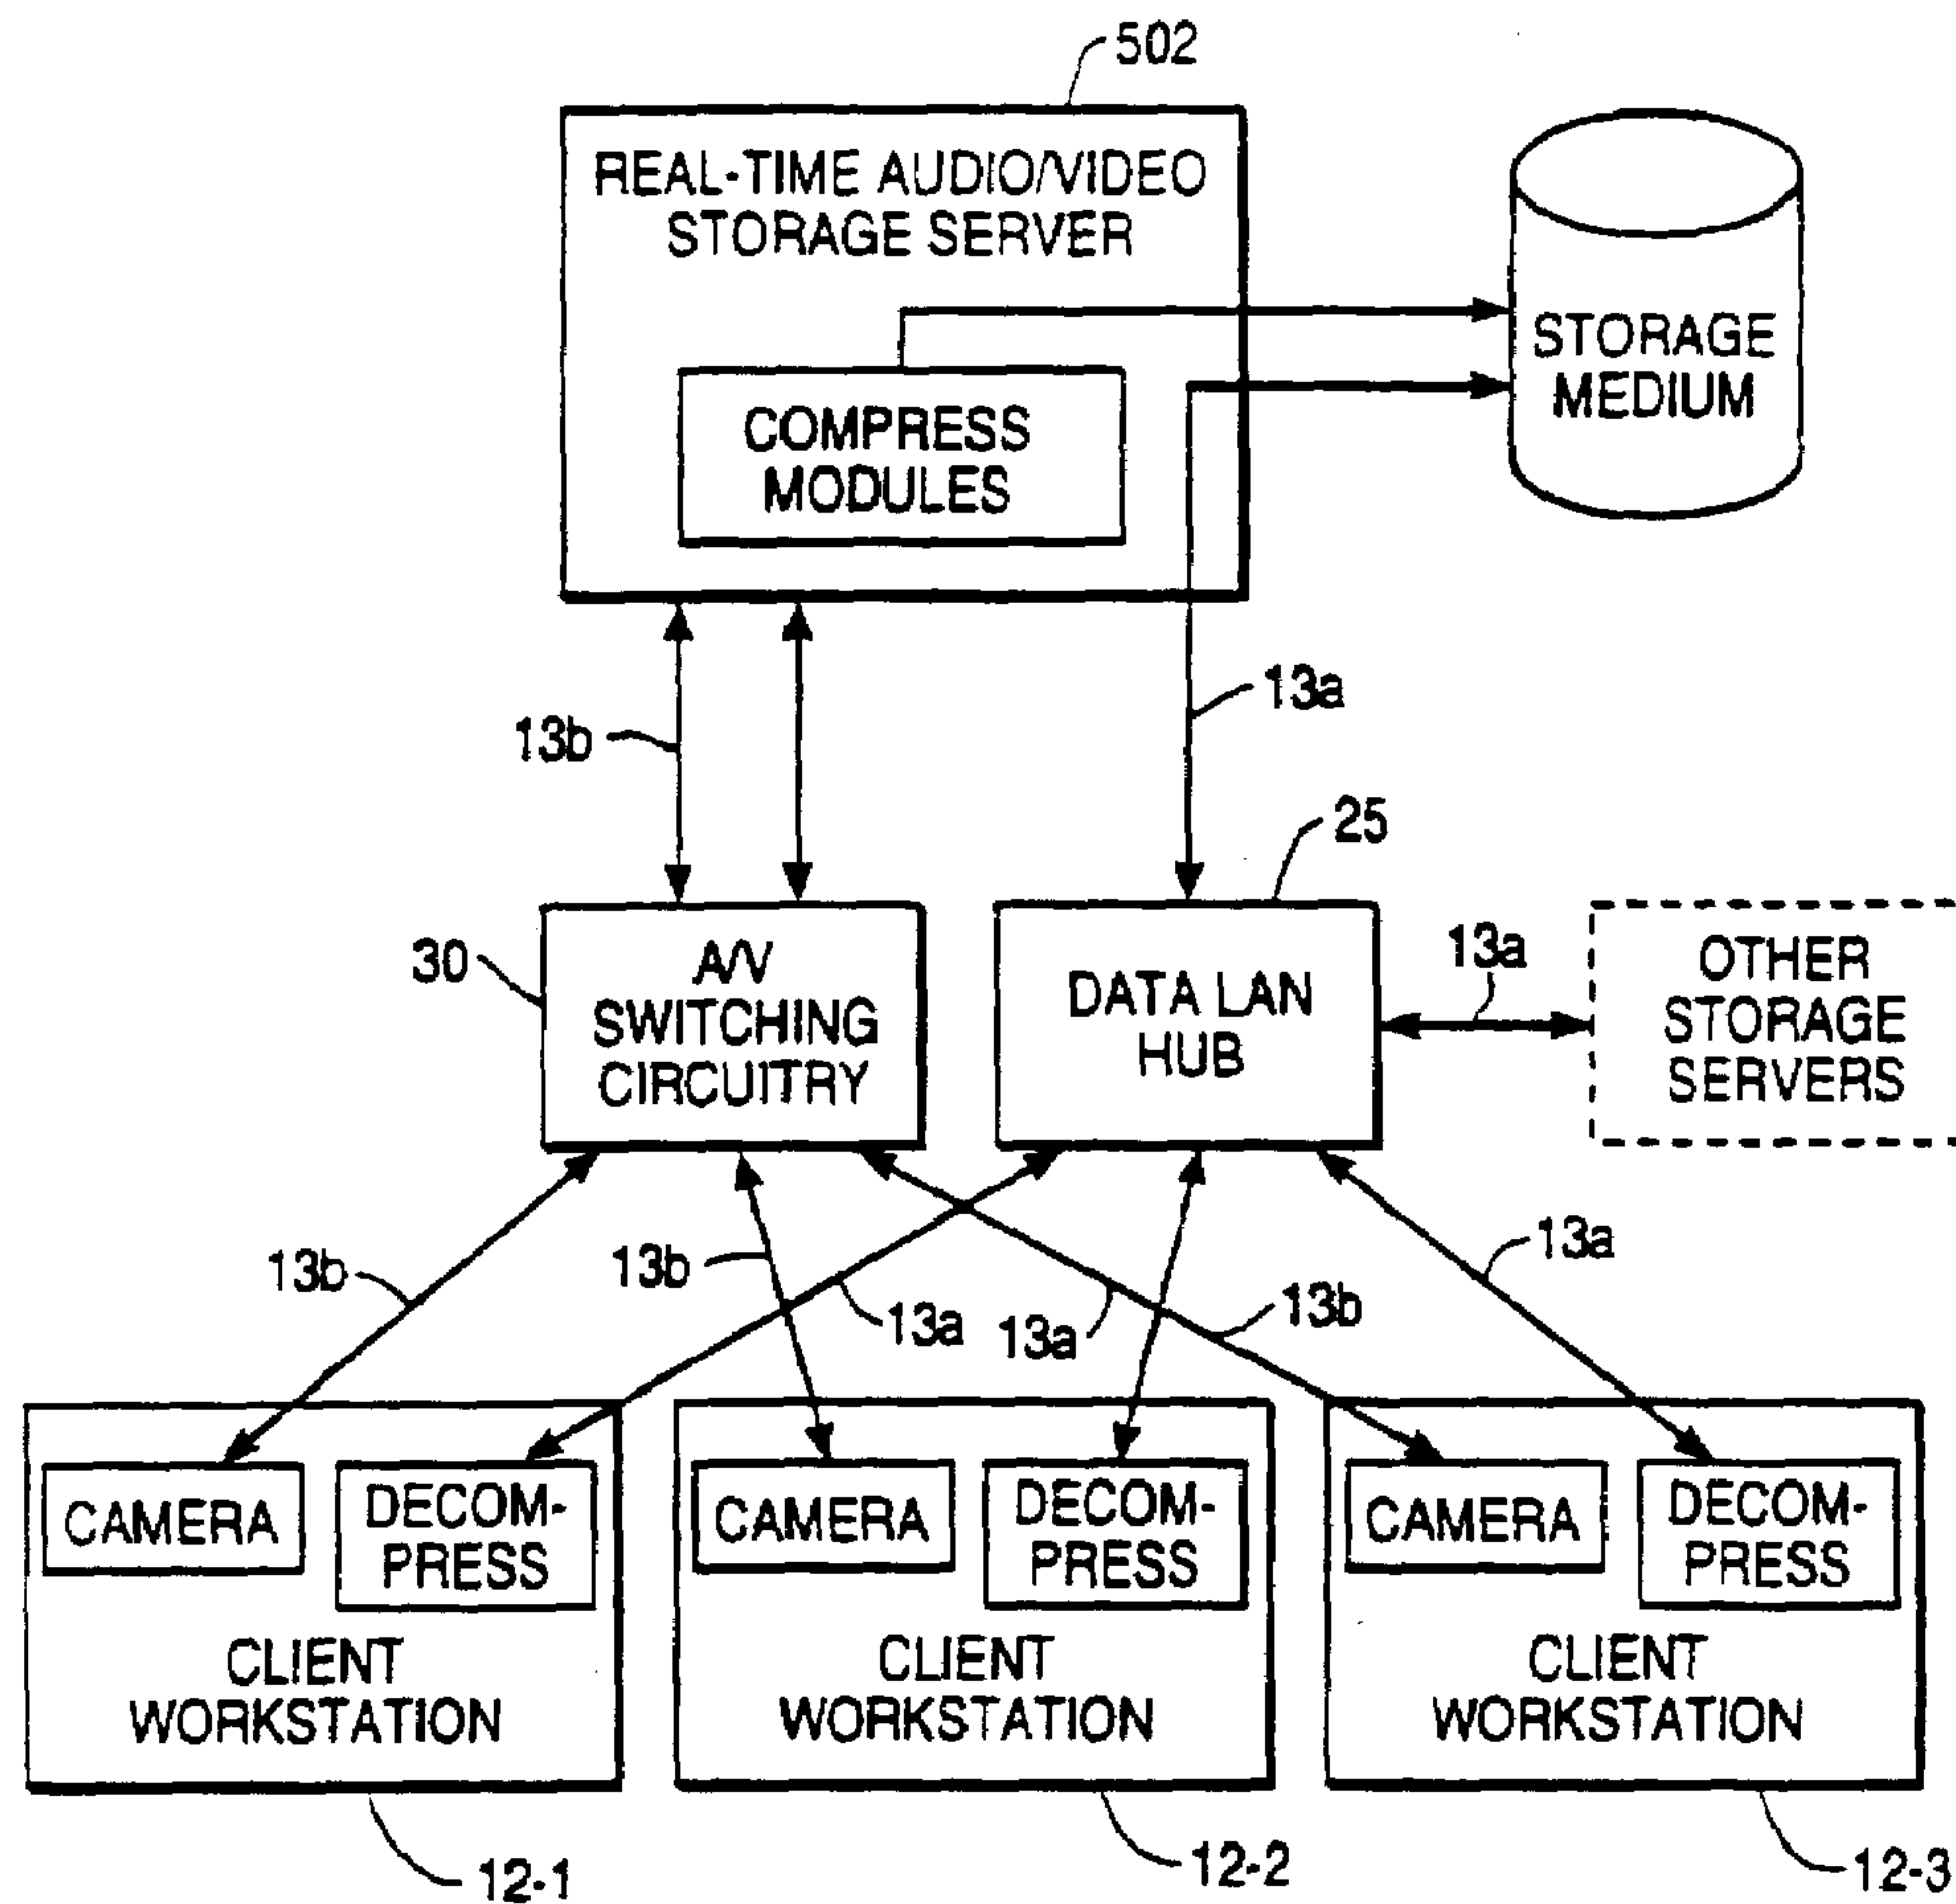 502
REAL-TIME AUDIO/VIDEO
STORAGE SERVER
STORAGE
MEDIUM
COMPRESS
MODULES
13b
13a
25
30
A/V
SWITCHING
CIRCUITRY
DATA LAN
HUB
13a
OTHER
STORAGE
SERVERS
13b
13b
13a
13a
13b
13a
CAMERA
DECOM-
PRESS
CLIENT
WORKSTATION
CAMERA
DECOM-
PRESS
CLIENT
WORKSTATION
CAMERA
DECOM-
PRESS
CLIENT
WORKSTATION
12-1
12-2
12-3